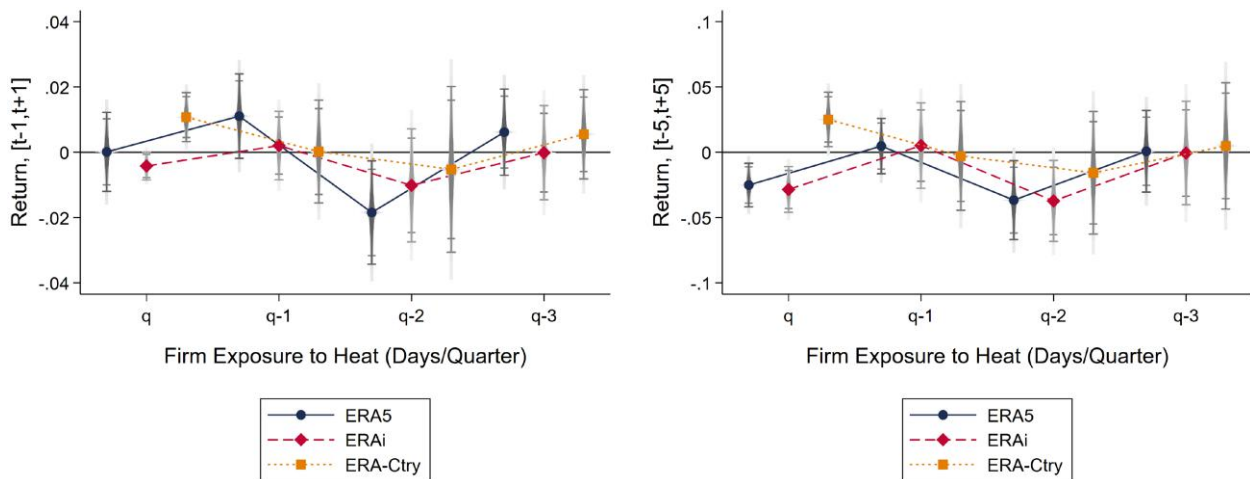 Return, [t-1,t+1]
.04
.02
0
-.02
-.04
q
q-1
q-2
q-3
Firm Exposure to Heat (Days/Quarter)
ERA5
ERAi
ERA-Ctry
Return, [t-5,t+5]
.1
.05
0
-.05
-.1
q
q-1
q-2
q-3
Firm Exposure to Heat (Days/Quarter)
ERA5
ERAi
ERA-Ctry